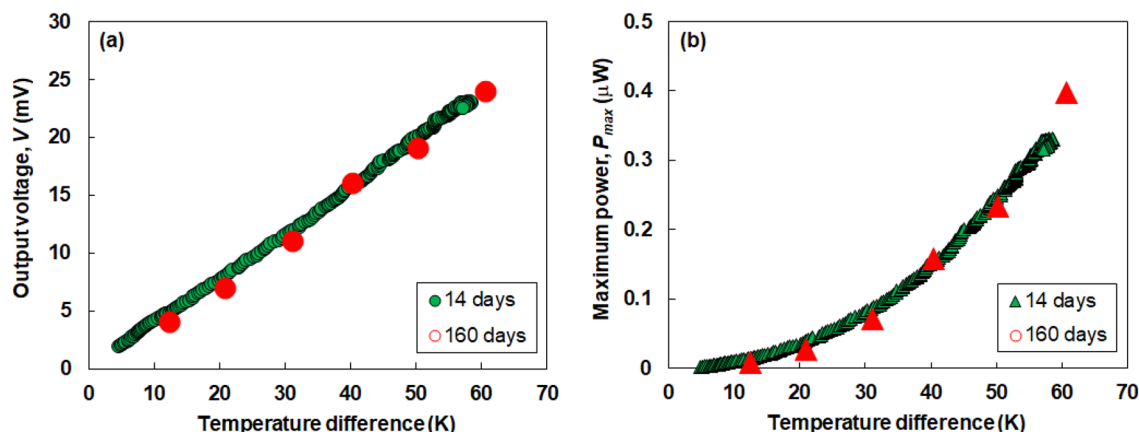 (a)
Output voltage, V (mV)
30
25
20
15
10
5
0
14 days
160 days
0 10 20 30 40 50 60 70
Temperature difference (K)
(b)
Maximum power, Pmax (μW)
0.5
0.4
0.3
0.2
0.1
0
14 days
160 days
0 10 20 30 40 50 60 70
Temperature difference (K)